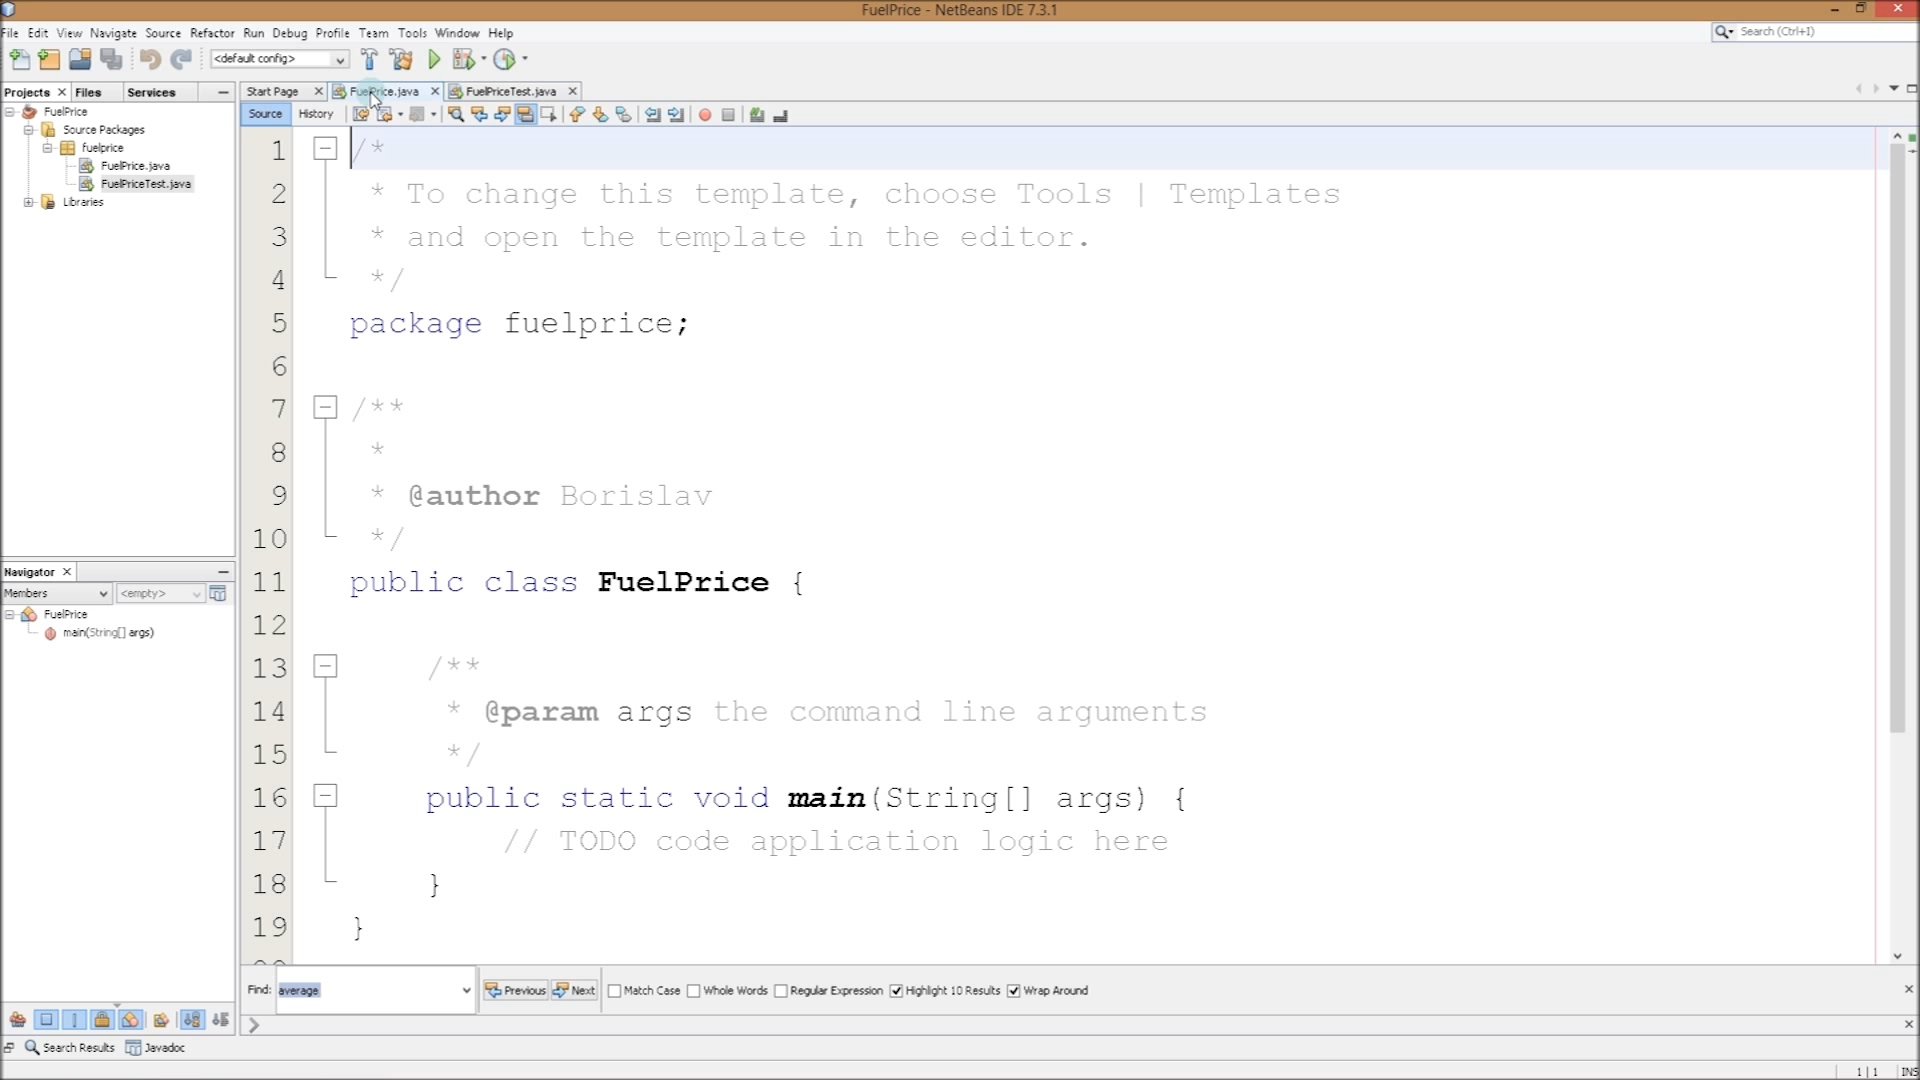 FuelPrice - NetBeans IDE 7.3.1
File Edit View Navigate Source Refactor Run Debug Profile Team Tools Window Help
Search (Ctrl+I)
<default config>
Projects Files Services
Start Page FuelPrice.java FuelPriceTest.java
Source History
FuelPrice
Source Packages
fuelprice
FuelPrice.java
FuelPriceTest.java
Libraries
Navigator
Members <empty>
FuelPrice
main(String[] args)
1 /*
2 * To change this template, choose Tools | Templates
3 * and open the template in the editor.
4 */
5 package fuelprice;
6
7 /**
8 *
9 * @author Borislav
10 */
11 public class FuelPrice {
12
13 /**
14 * @param args the command line arguments
15 */
16 public static void main(String[] args) {
17 // TODO code application logic here
18 }
19 }
Find: average Previous Next Match Case Whole Words Regular Expression Highlight 10 Results Wrap Around
Search Results Javadoc
1|1 INS